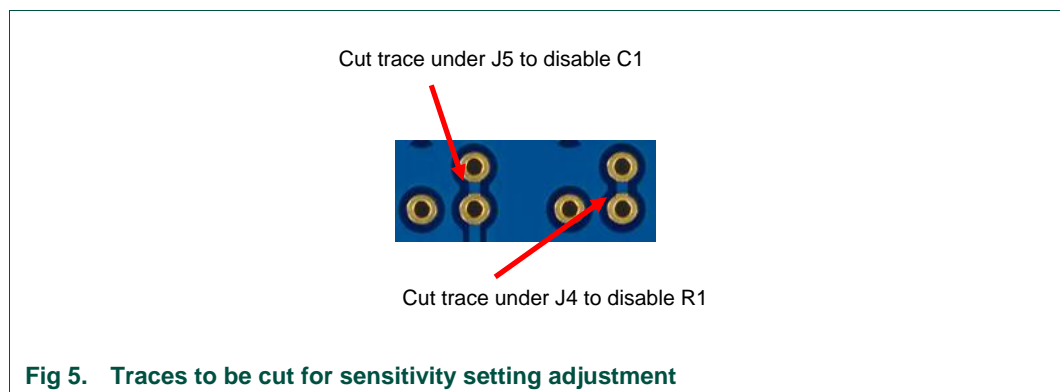 Cut trace under J5 to disable C1
Cut trace under J4 to disable R1
Fig 5. Traces to be cut for sensitivity setting adjustment